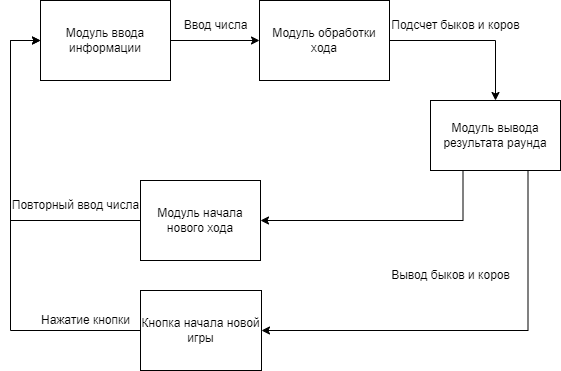 Модуль ввода
информации
Ввод числа
Модуль обработки
хода
Подсчет быков и коров
Модуль вывода
результата раунда
Повторный ввод числа
Модуль начала
нового хода
Вывод быков и коров
Нажатие кнопки
Кнопка начала новой
игры